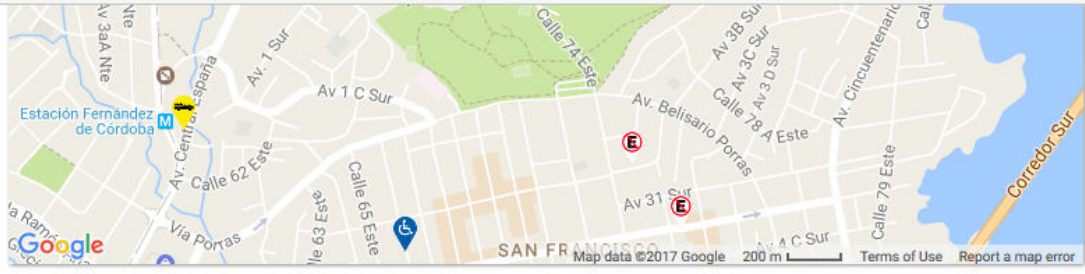 Av 3aA Nte
Nte
Av. 1 Sur
Av. Central España
Estación Fernández
de Córdoba
M
Av 1 C Sur
Calle 62 Este
Calle 63 Este
Calle 65 Este
Vía Porras
Calle 74 Este
Av 3B Sur
Av 3C Sur
Av 3 D Sur
Calle 78 A Este
Av. Belisario Porras
Av. Cincuentenario
Calle 79 Este
Corredor Sur
E
Av 31 Sur
E
Av 4 C Sur
SAN FRANCISCO
Google
Map data ©2017 Google 200 m Terms of Use Report a map error